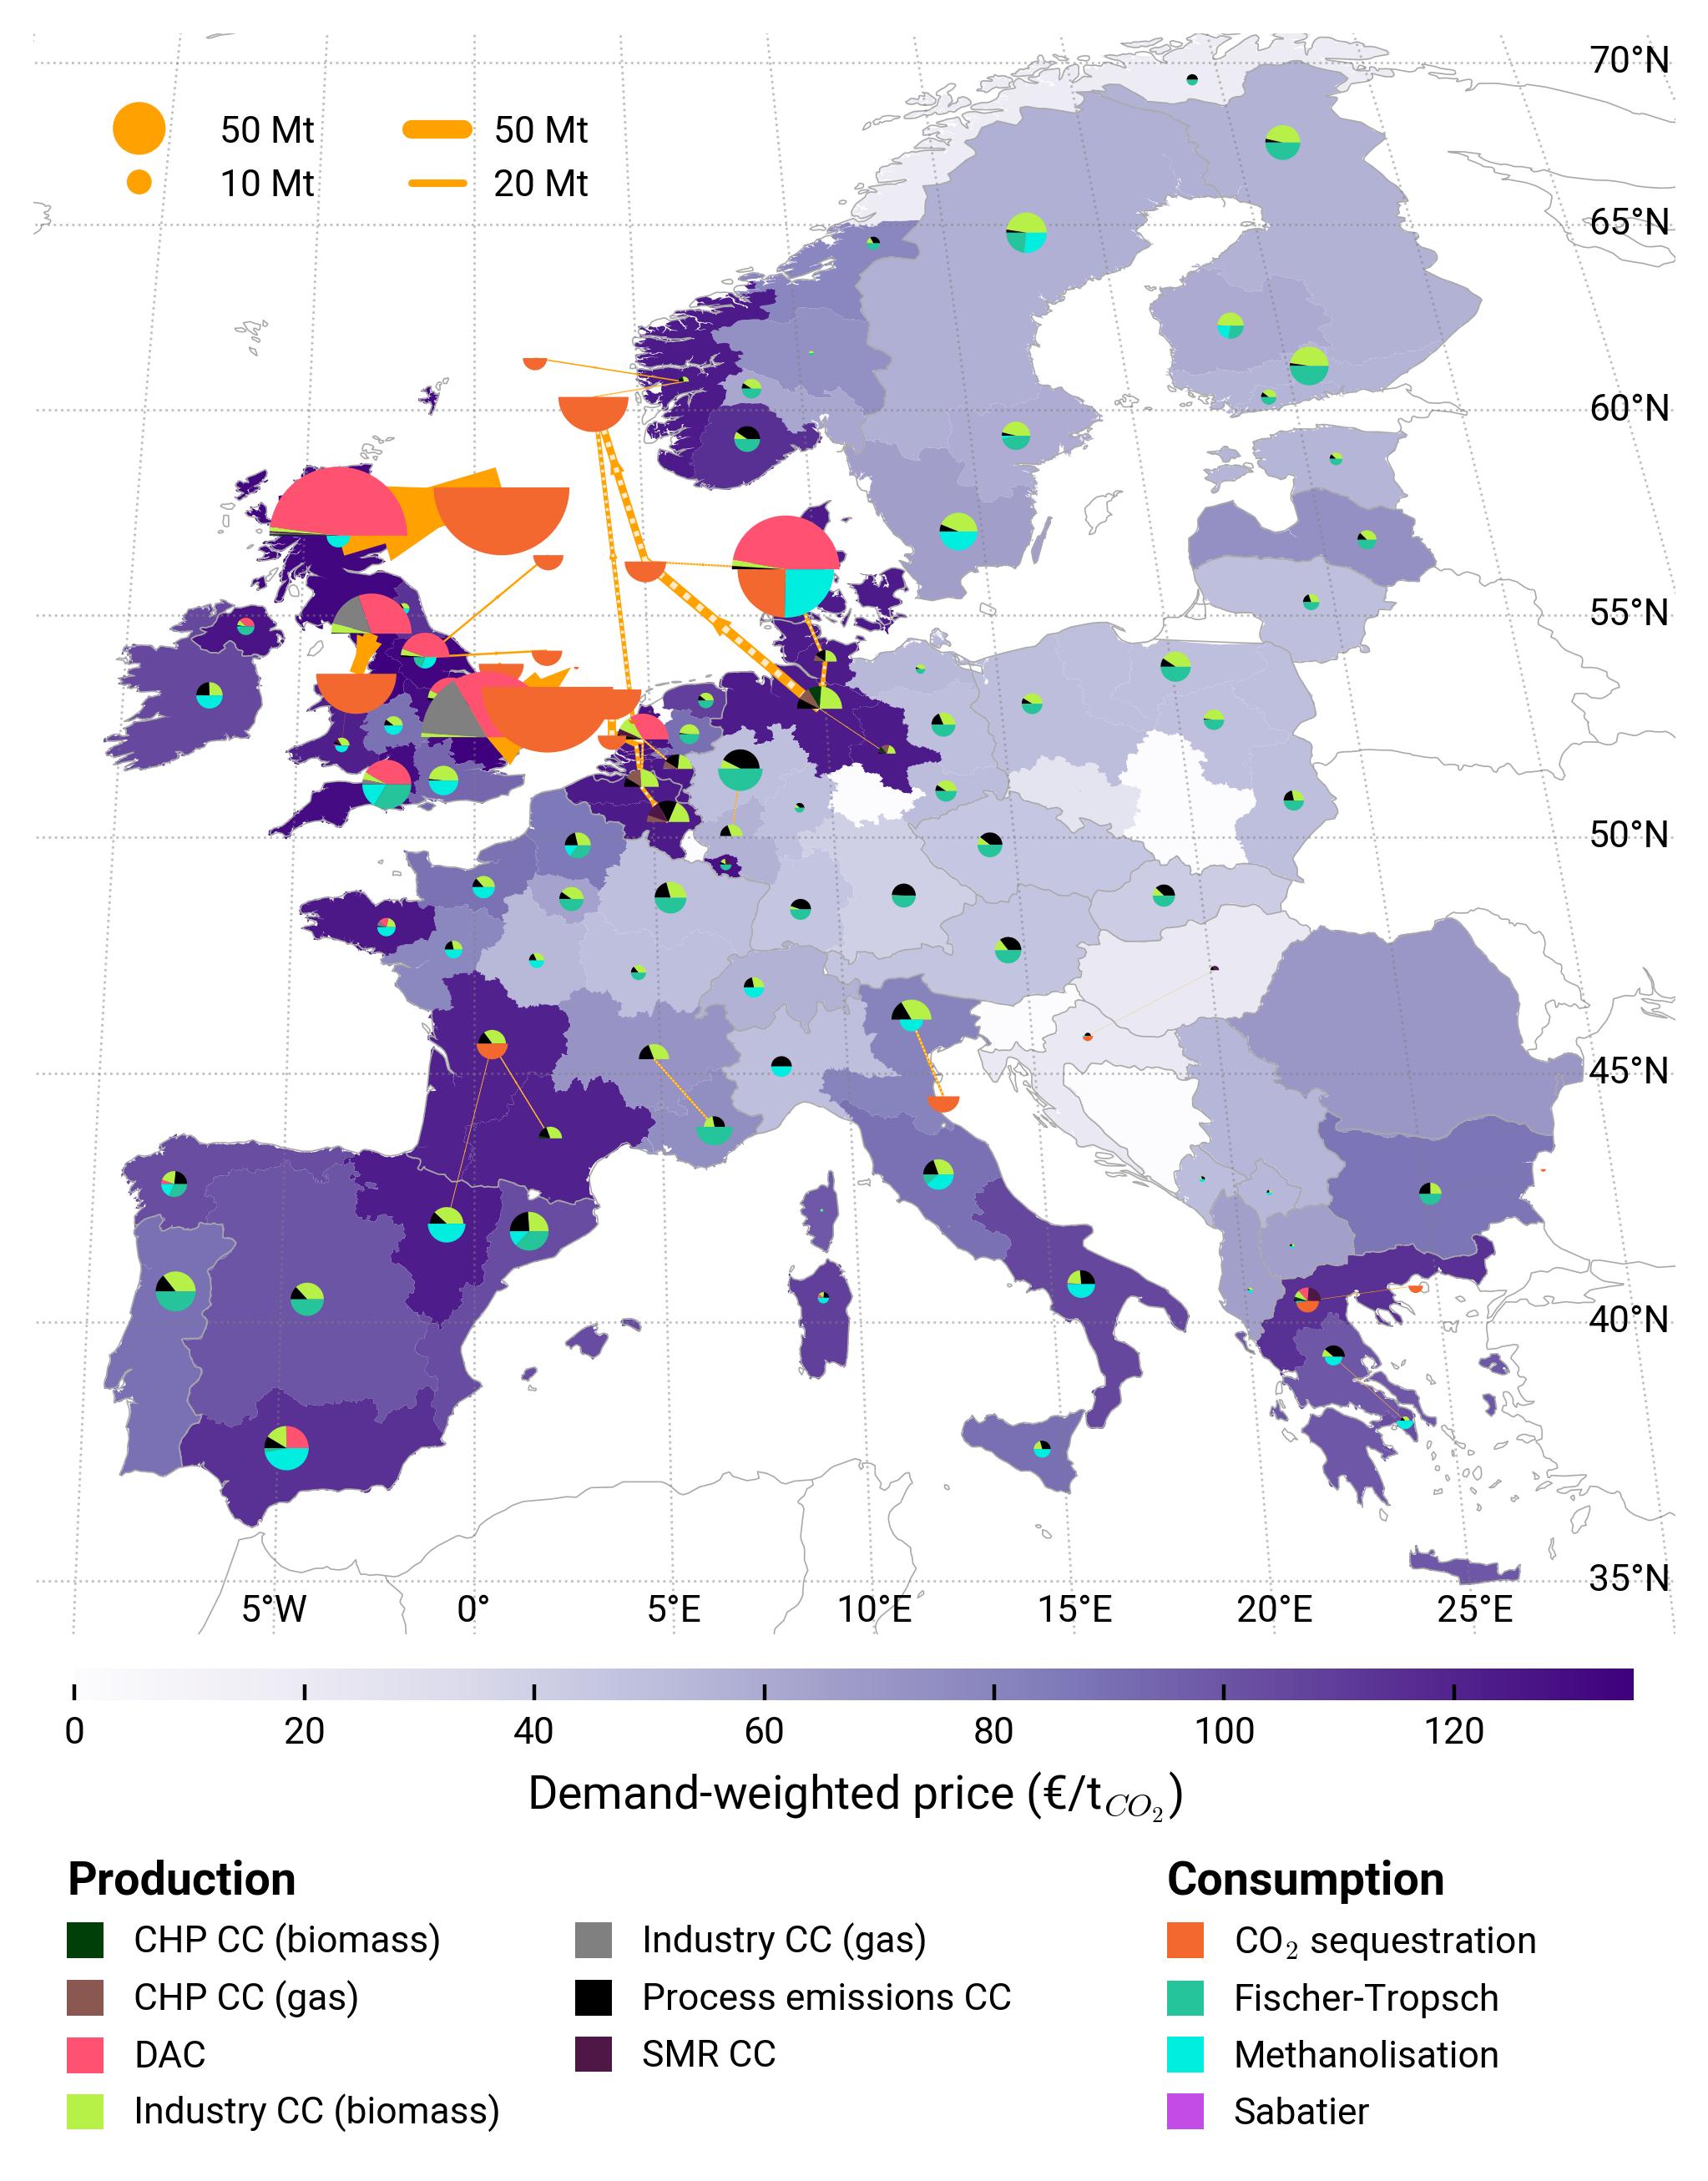 70°N
50 Mt
50 Mt
10 Mt
20 Mt
65°N
60°N
55°N
50°N
45°N
40°N
35°N
5°W
0°
5°E
10°E
15°E
20°E
25°E
0
20
40
60
80
100
120
Demand-weighted price (€/t_{CO_2})
Production
Consumption
CHP CC (biomass)
Industry CC (gas)
CO₂ sequestration
CHP CC (gas)
Process emissions CC
Fischer-Tropsch
DAC
SMR CC
Methanolisation
Industry CC (biomass)
Sabatier